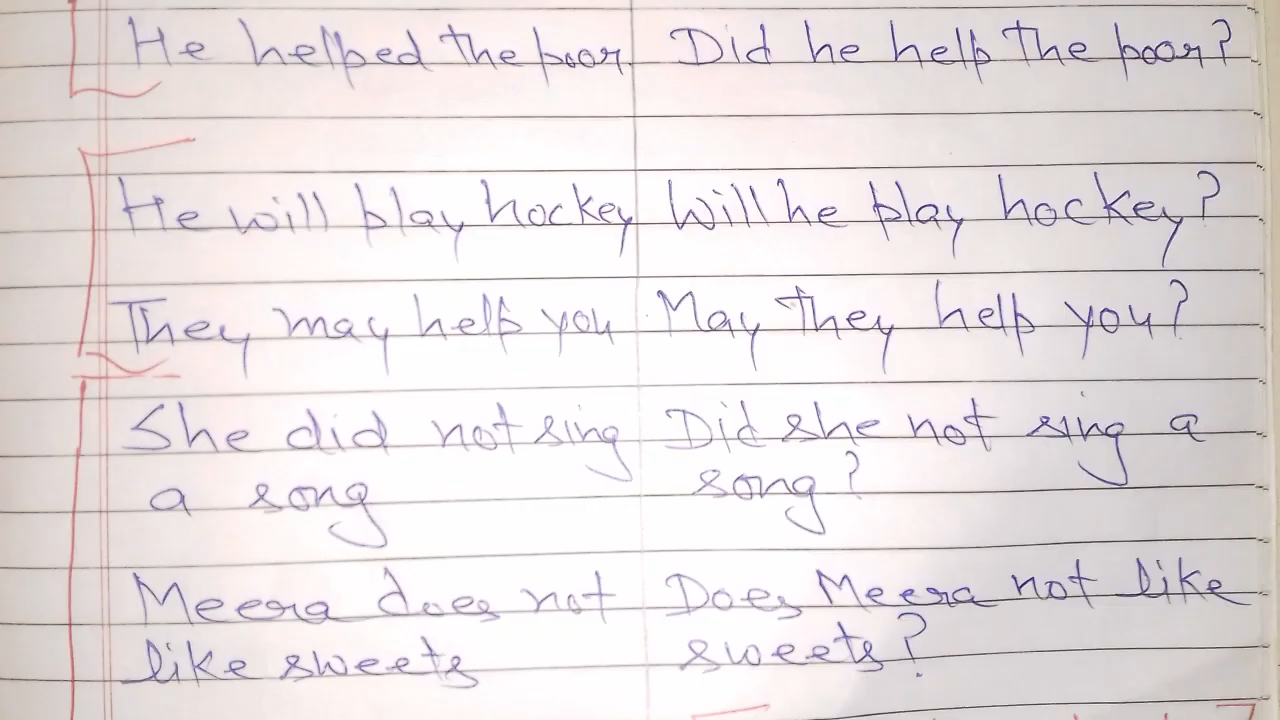 He helped the poor. Did he help the poor?
He will play hockey Will he play hockey?
They may help you. May they help you?
She did not sing Did she not sing a
a song song?
Meera does not Does Meera not like
like sweets sweets?